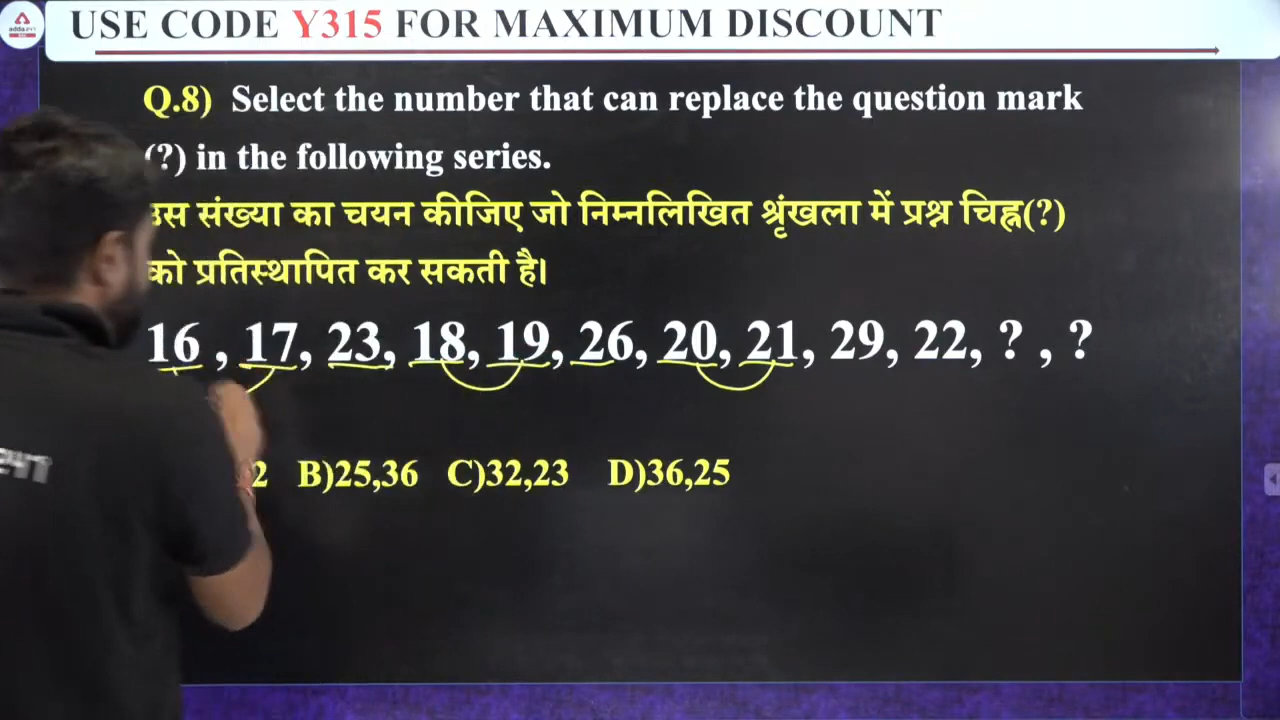 USE CODE Y315 FOR MAXIMUM DISCOUNT
Q.8) Select the number that can replace the question mark
(?) in the following series.
उस संख्या का चयन कीजिए जो निम्नलिखित श्रृंखला में प्रश्न चिह्न(?)
को प्रतिस्थापित कर सकती है।
16 , 17, 23, 18, 19, 26, 20, 21, 29, 22, ? , ?
2 B)25,36 C)32,23 D)36,25